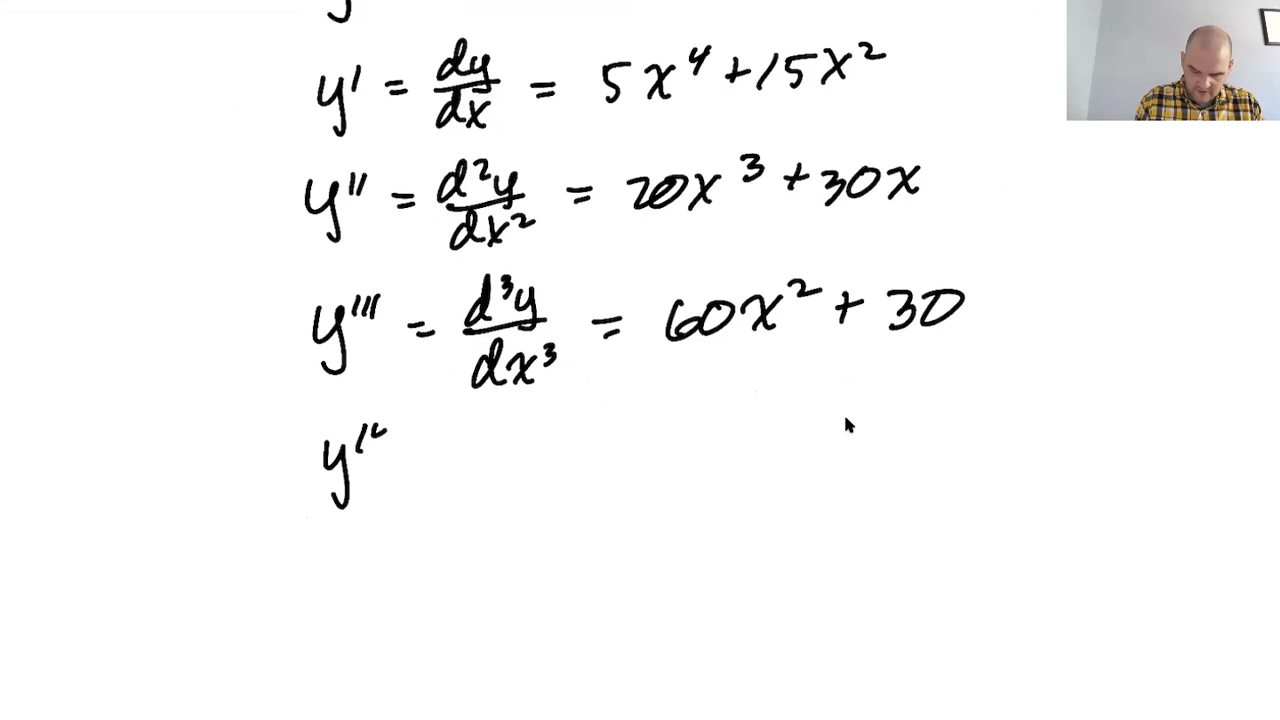 y' = dy/dx = 5x⁴ + 15x²
y'' = d²y/dx² = 20x³ + 30x
y''' = d³y/dx³ = 60x² + 30